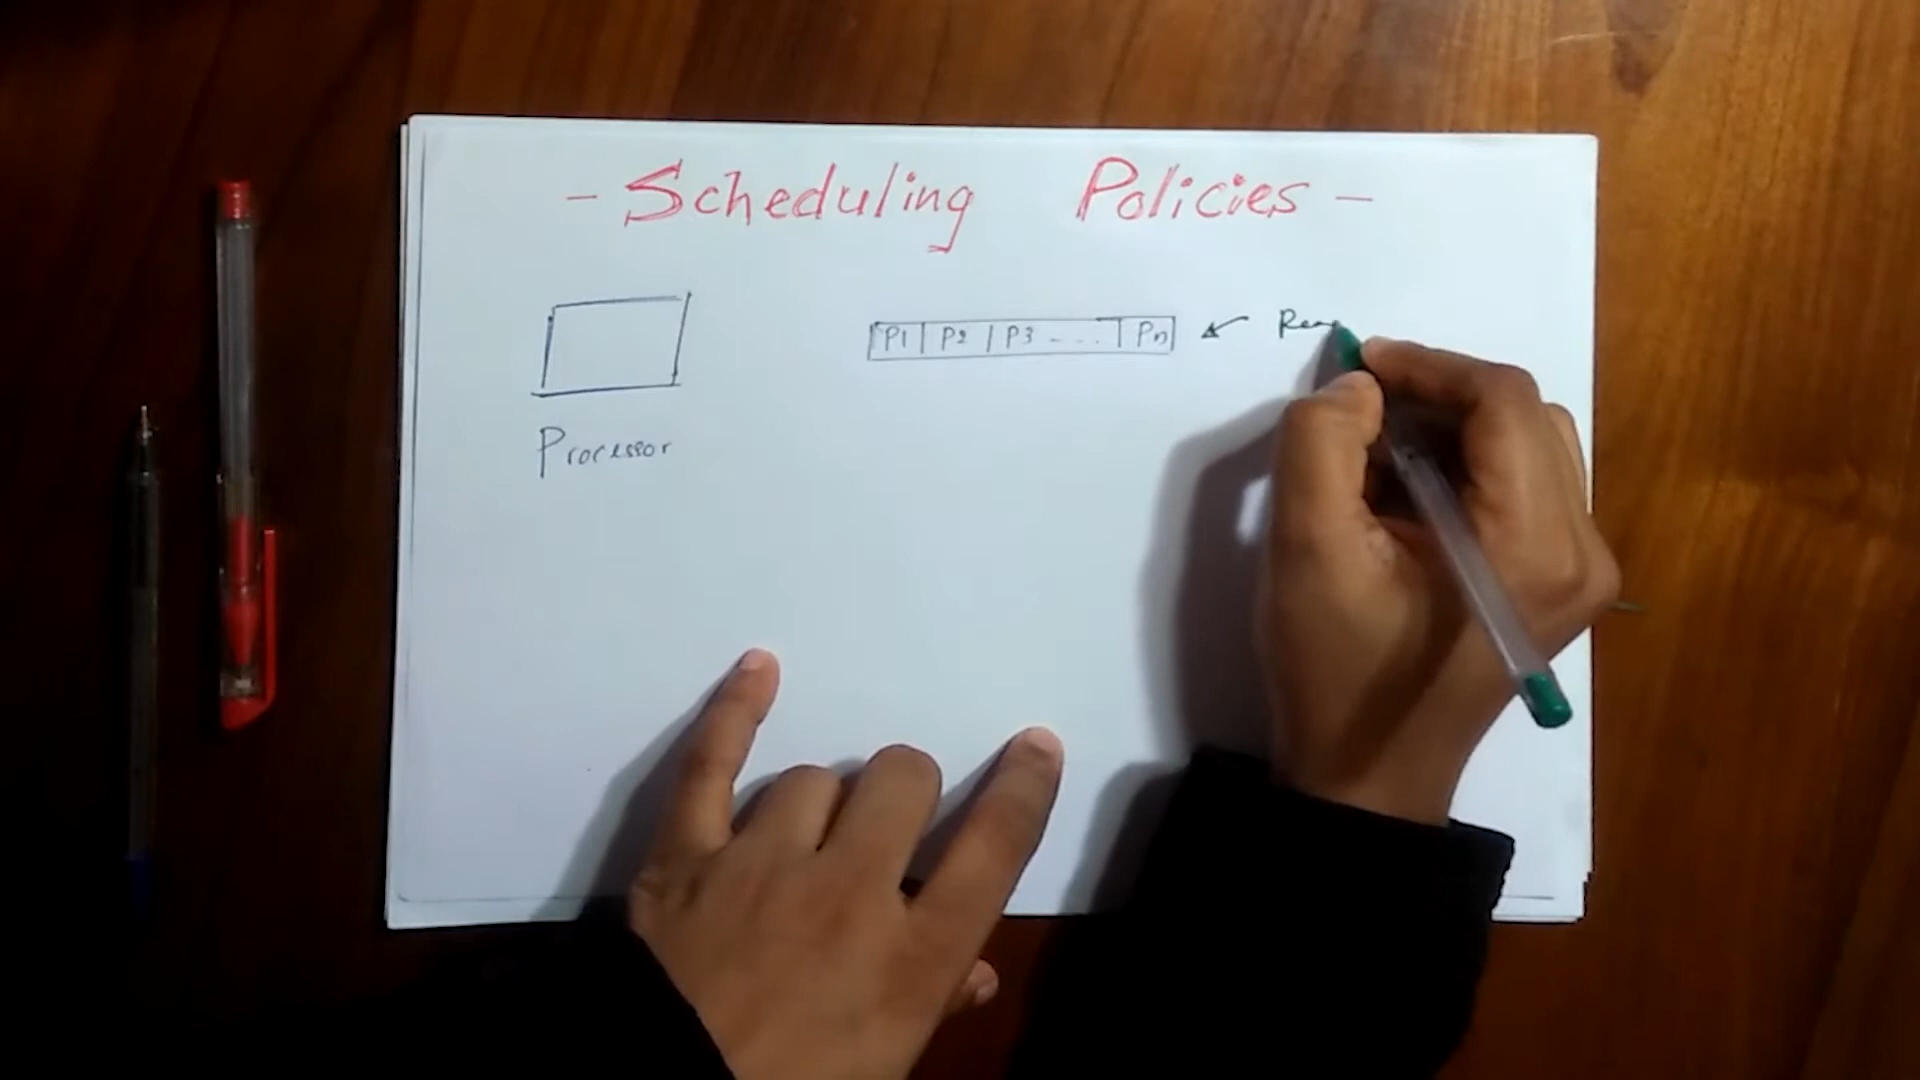 - Scheduling Policies -
P1 P2 P3 - - . . Pn
Processor